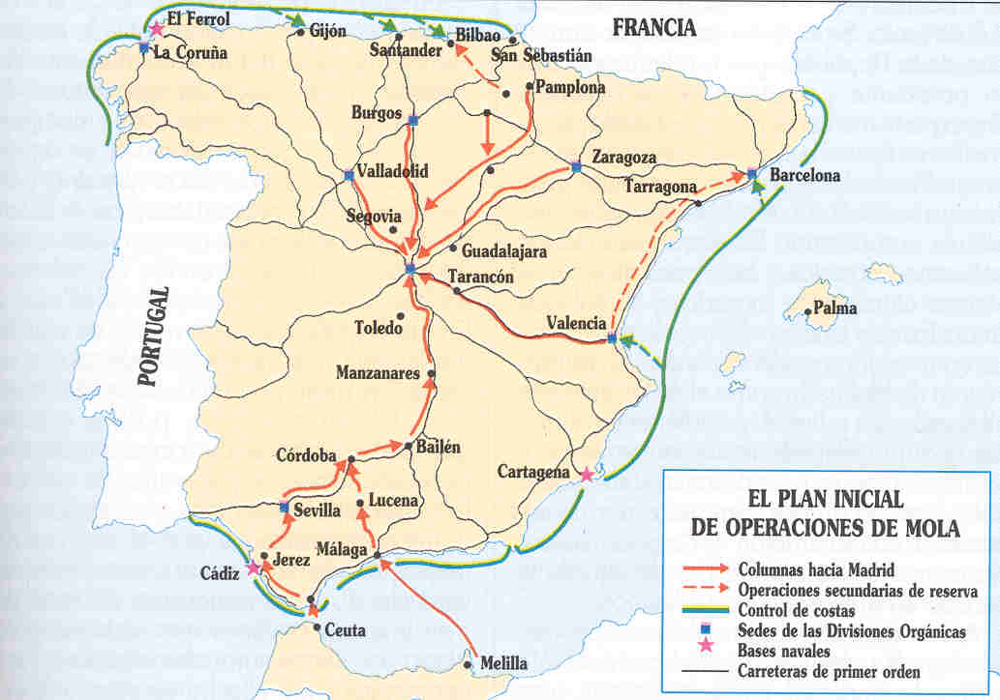 El Ferrol
La Coruña
Gijón
Santander
Bilbao
San Sebastián
FRANCIA
Pamplona
Burgos
Valladolid
Zaragoza
Tarragona
Barcelona
Segovia
Guadalajara
Tarancón
Toledo
Valencia
Palma
PORTUGAL
Manzanares
Córdoba
Bailén
Cartagena
Sevilla
Lucena
Málaga
Jerez
Cádiz
Ceuta
Melilla
EL PLAN INICIAL
DE OPERACIONES DE MOLA
Columnas hacia Madrid
Operaciones secundarias de reserva
Control de costas
Sedes de las Divisiones Orgánicas
Bases navales
Carreteras de primer orden